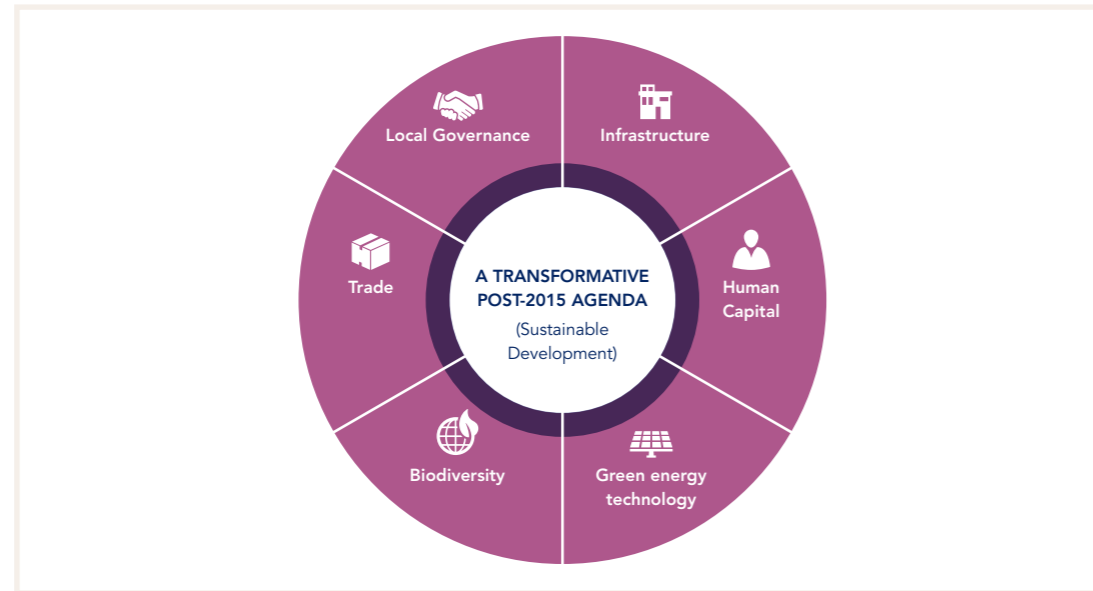 Local Governance
Infrastructure
Trade
A TRANSFORMATIVE
POST-2015 AGENDA
(Sustainable
Development)
Human
Capital
Biodiversity
Green energy
technology